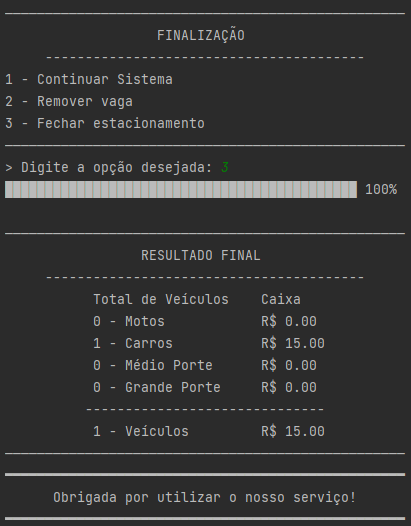 FINALIZAÇÃO
----------------------------------------
1 - Continuar Sistema
2 - Remover vaga
3 - Fechar estacionamento
> Digite a opção desejada: 3
100%
RESULTADO FINAL
----------------------------------------
Total de Veículos    Caixa
0 - Motos    R$ 0.00
1 - Carros    R$ 15.00
0 - Médio Porte    R$ 0.00
0 - Grande Porte    R$ 0.00
------------------------------
1 - Veículos    R$ 15.00
Obrigada por utilizar o nosso serviço!